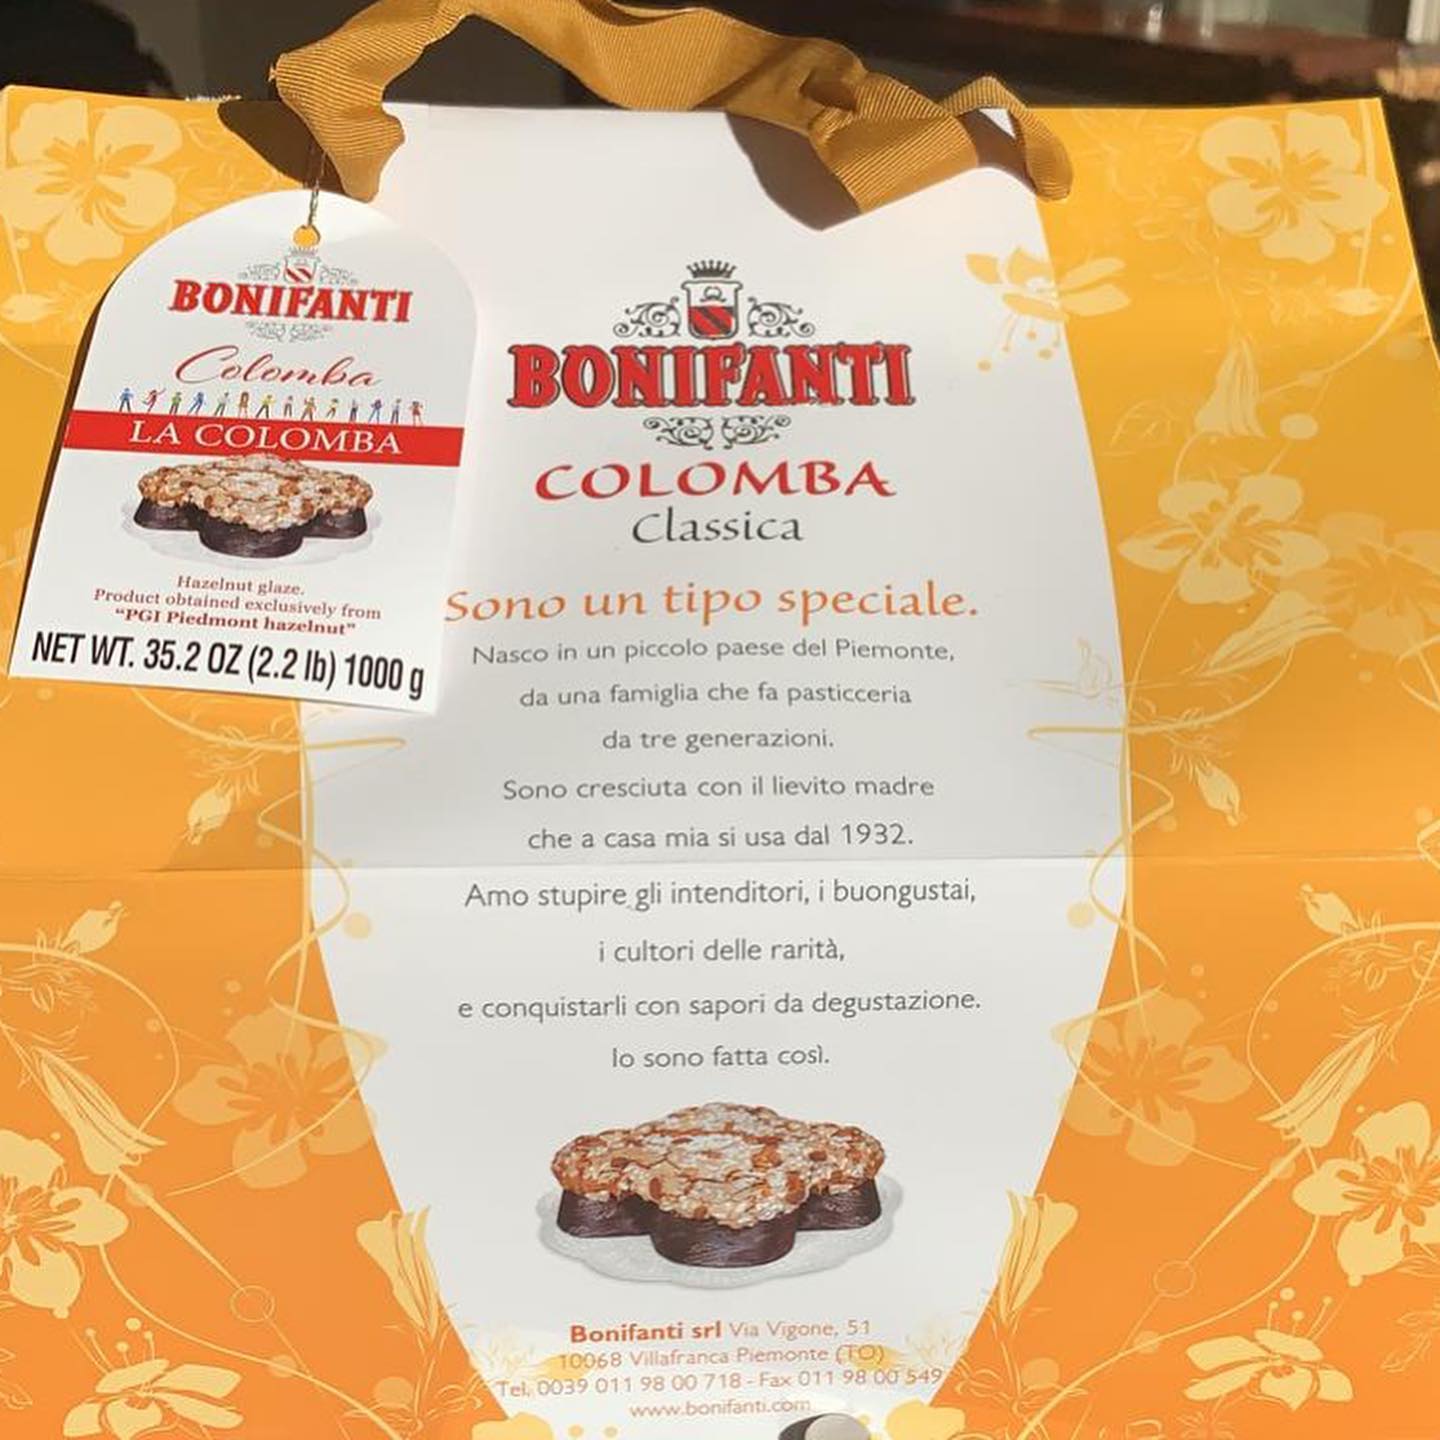 BONIFANTI
Colomba
LA COLOMBA
Hazelnut glaze.
Product obtained exclusively from
"PGI Piedmont hazelnut"
NET WT. 35.2 OZ (2.2 lb) 1000 g
BONIFANTI
COLOMBA
Classica
Sono un tipo speciale.
Nasco in un piccolo paese del Piemonte,
da una famiglia che fa pasticceria
da tre generazioni.
Sono cresciuta con il lievito madre
che a casa mia si usa dal 1932.
Amo stupire gli intenditori, i buongustai,
i cultori delle rarità,
e conquistarli con sapori da degustazione.
Io sono fatta così.
Bonifanti srl Via Vigone, 51
10068 Villafranca Piemonte (TO)
Tel. 0039 011 98 00 718 - Fax 011 98 00 549
www.bonifanti.com